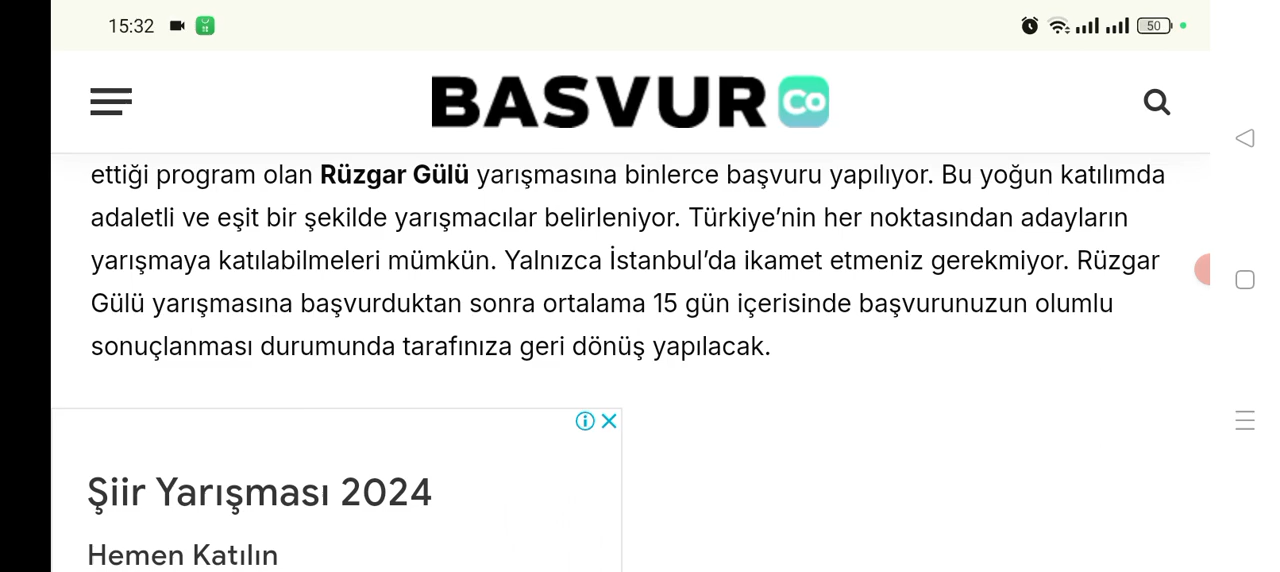 15:32
50
BASVUR Co
ettiği program olan Rüzgar Gülü yarışmasına binlerce başvuru yapılıyor. Bu yoğun katılımda
adaletli ve eşit bir şekilde yarışmacılar belirleniyor. Türkiye’nin her noktasından adayların
yarışmaya katılabilmeleri mümkün. Yalnızca İstanbul’da ikamet etmeniz gerekmiyor. Rüzgar
Gülü yarışmasına başvurduktan sonra ortalama 15 gün içerisinde başvurunuzun olumlu
sonuçlanması durumunda tarafınıza geri dönüş yapılacak.
Şiir Yarışması 2024
Hemen Katılın